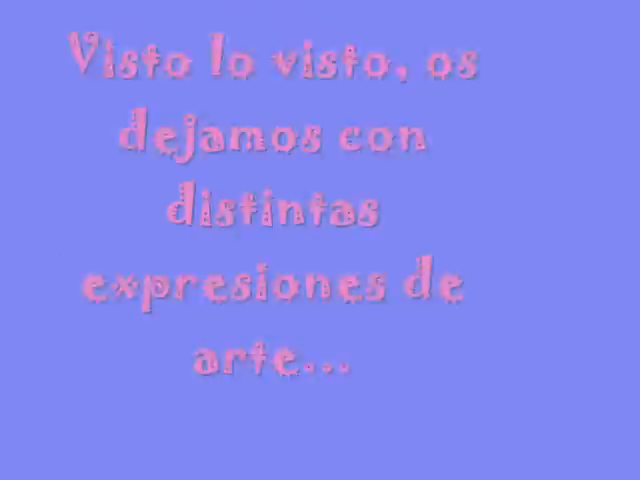 Visto lo visto, os
dejamos con
distintas
expresiones de
arte...